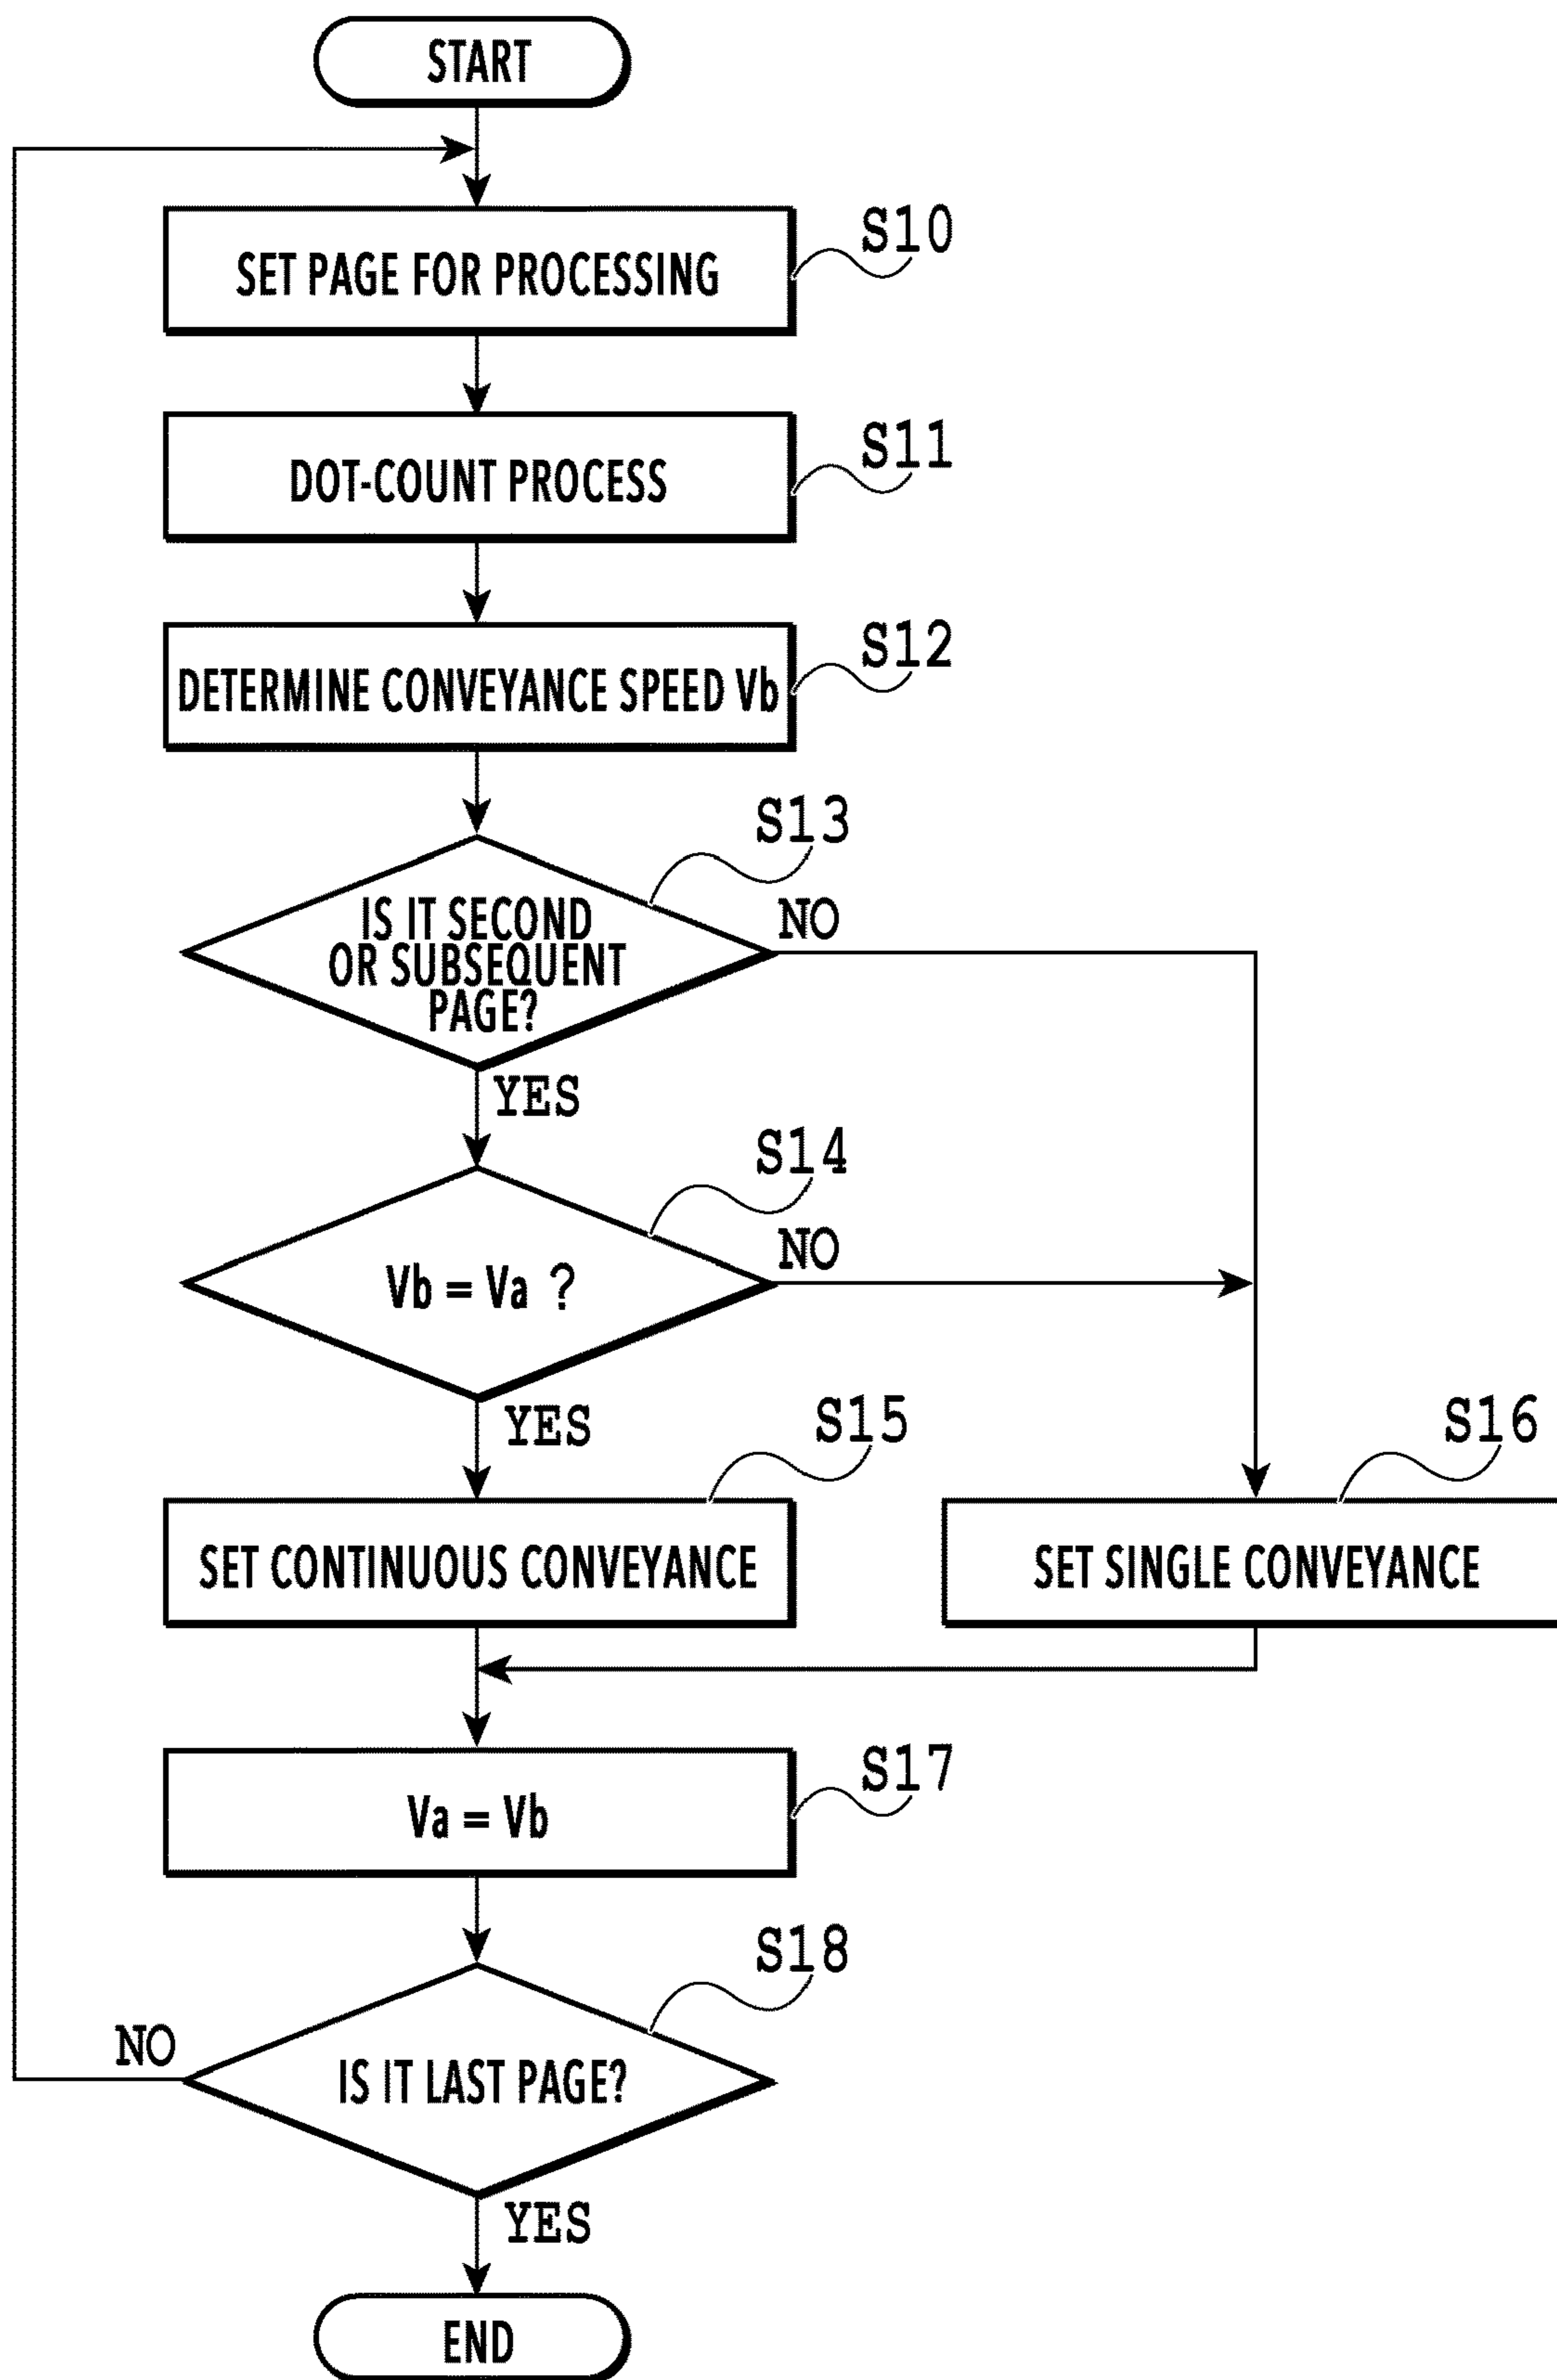 START
SET PAGE FOR PROCESSING
S10
DOT-COUNT PROCESS
S11
DETERMINE CONVEYANCE SPEED Vb
S12
S13
IS IT SECOND
OR SUBSEQUENT
PAGE?
NO
YES
S14
Vb = Va ?
NO
YES
S15
SET CONTINUOUS CONVEYANCE
S16
SET SINGLE CONVEYANCE
Va = Vb
S17
S18
IS IT LAST PAGE?
NO
YES
END